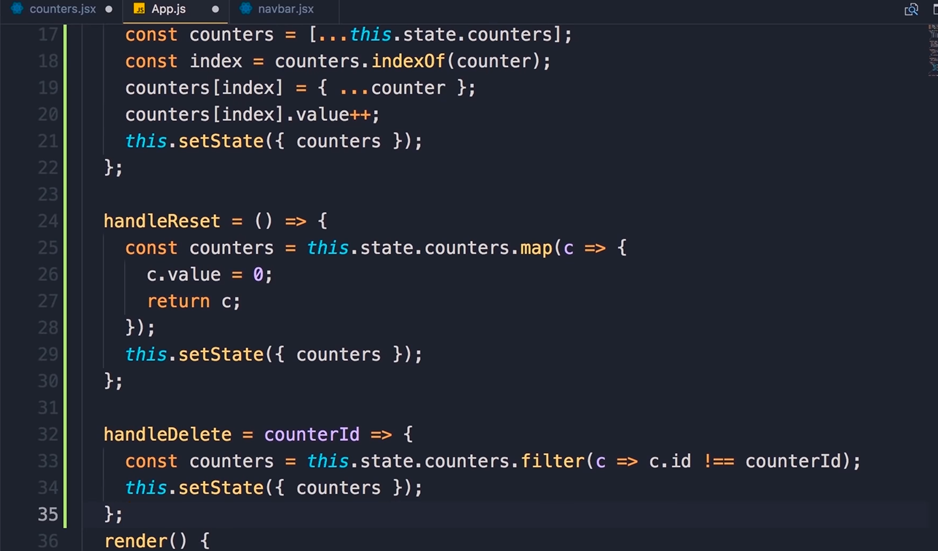 counters.jsx
JS App.js
navbar.jsx
17 const counters = [...this.state.counters];
18 const index = counters.indexOf(counter);
19 counters[index] = { ...counter };
20 counters[index].value++;
21 this.setState({ counters });
22 };
23
24 handleReset = () => {
25 const counters = this.state.counters.map(c => {
26 c.value = 0;
27 return c;
28 });
29 this.setState({ counters });
30 };
31
32 handleDelete = counterId => {
33 const counters = this.state.counters.filter(c => c.id !== counterId);
34 this.setState({ counters });
35 };
36 render() {